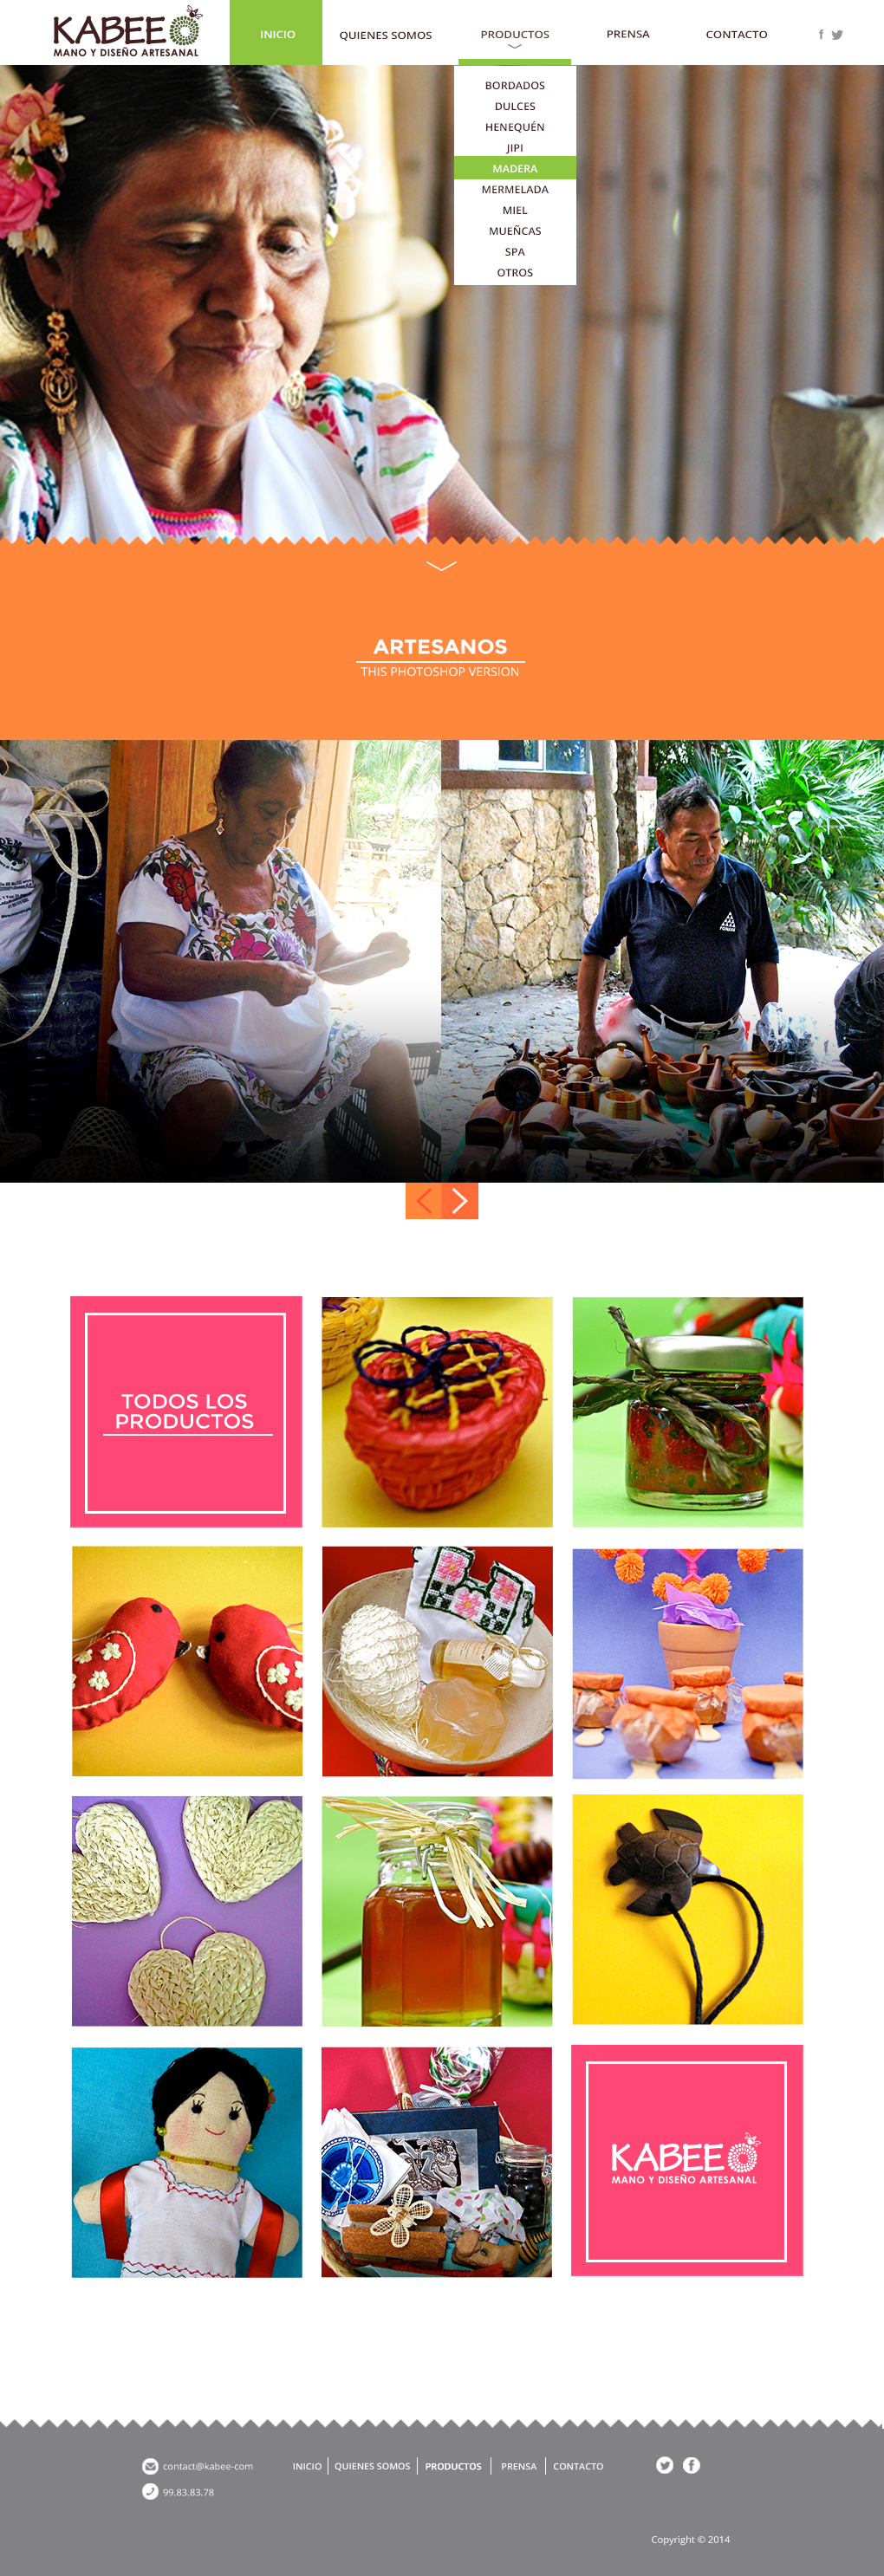 KABEE
MANO Y DISEÑO ARTESANAL
INICIO
QUIENES SOMOS
PRODUCTOS
PRENSA
CONTACTO
BORDADOS
DULCES
HENEQUÉN
JIPI
MADERA
MERMELADA
MIEL
MUEÑCAS
SPA
OTROS
ARTESANOS
THIS PHOTOSHOP VERSION
TODOS LOS
PRODUCTOS
KABEE
MANO Y DISEÑO ARTESANAL
contact@kabee-com
99.83.83.78
INICIO
QUIENES SOMOS
PRODUCTOS
PRENSA
CONTACTO
Copyright © 2014